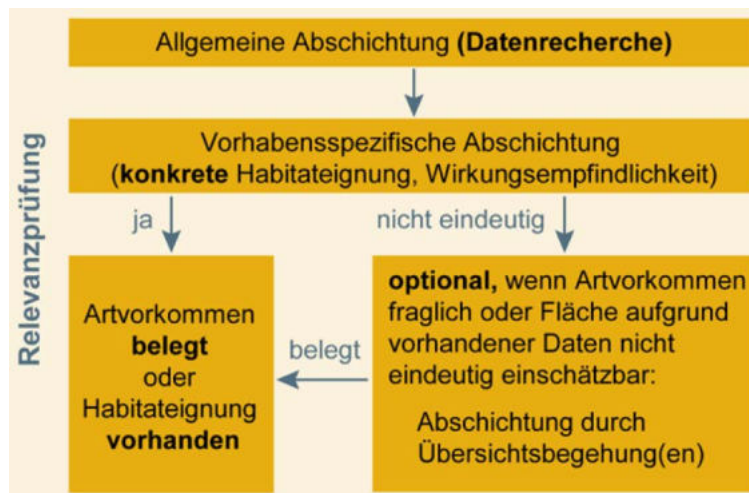 Relevanzprüfung
Allgemeine Abschichtung (Datenrecherche)
Vorhabensspezifische Abschichtung
(konkrete Habitateignung, Wirkungsempfindlichkeit)
ja
nicht eindeutig
Artvorkommen
belegt
oder
Habitateignung
vorhanden
belegt
optional, wenn Artvorkommen
fraglich oder Fläche aufgrund
vorhandener Daten nicht
eindeutig einschätzbar:
Abschichtung durch
Übersichtsbegehung(en)